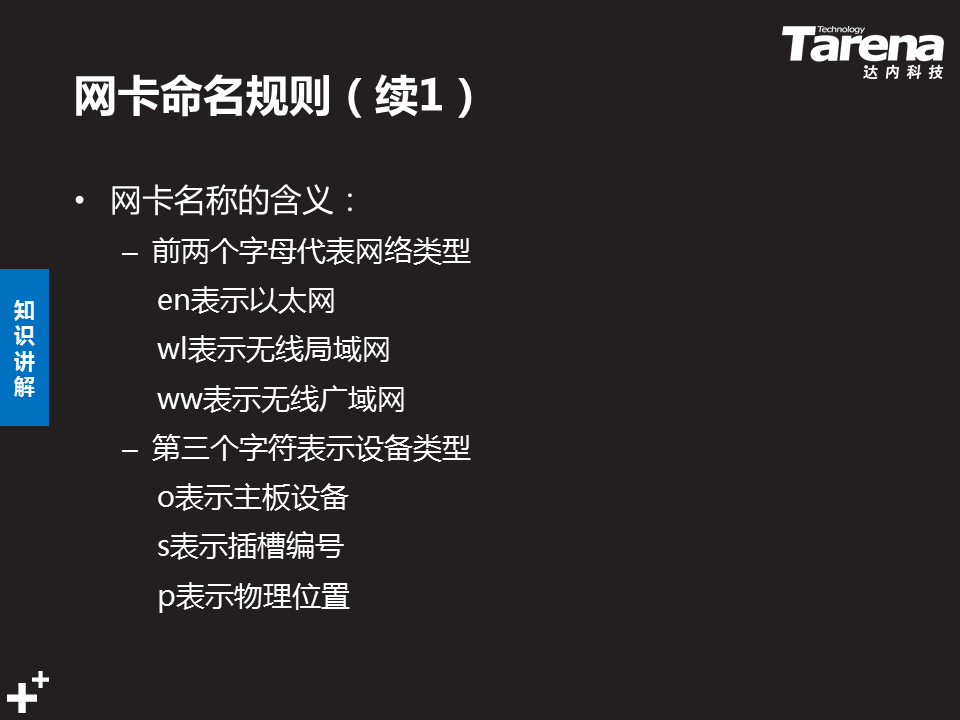 Technology
Tarena
达内科技
网卡命名规则（续1）
• 网卡名称的含义：
– 前两个字母代表网络类型
en表示以太网
wl表示无线局域网
ww表示无线广域网
– 第三个字符表示设备类型
o表示主板设备
s表示插槽编号
p表示物理位置
知识讲解